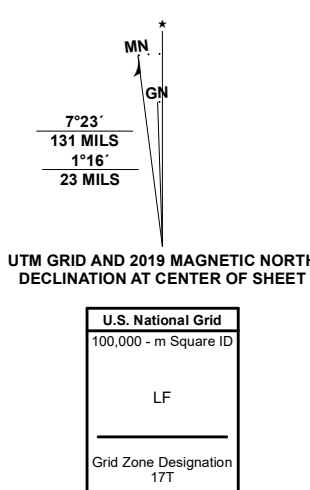 ★
MN
GN
7°23´
131 MILS
1°16´
23 MILS
UTM GRID AND 2019 MAGNETIC NORTH
DECLINATION AT CENTER OF SHEET
U.S. National Grid
100,000 - m Square ID
LF
Grid Zone Designation
17T